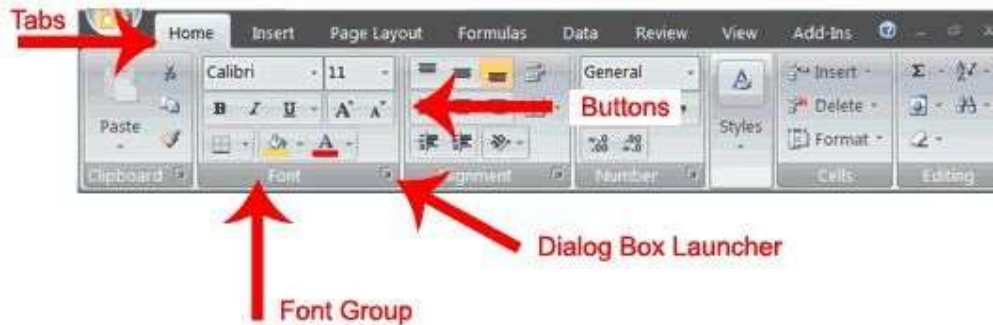 Tabs
Home Insert Page Layout Formulas Data Review View Add-Ins
Calibri 11 General Insert
B I U A A Buttons Delete
Paste Styles Format
A
Clipboard Font Number Cells Editing
Dialog Box Launcher
Font Group